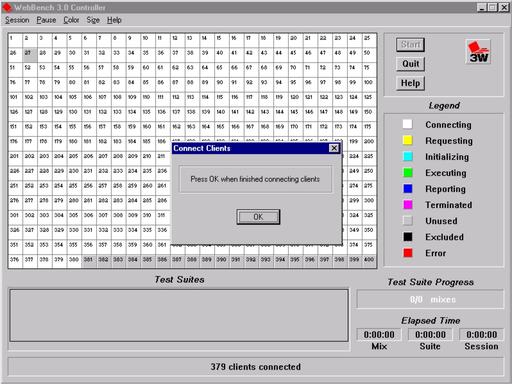 WebBench 3.0 Controller
Session Pause Color Size Help
1 2 3 4 5 6 7 8 9 10 11 12 13 14 15 16 17 18 19 20 21 22 23 24 25
26 27 28 29 30 31 32 33 34 35 36 37 38 39 40 41 42 43 44 45 46 47 48 49 50
51 52 53 54 55 56 57 58 59 60 61 62 63 64 65 66 67 68 69 70 71 72 73 74 75
76 77 78 79 80 81 82 83 84 85 86 87 88 89 90 91 92 93 94 95 96 97 98 99 100
101 102 103 104 105 106 107 108 109 110 111 112 113 114 115 116 117 118 119 120 121 122 123 124 125
126 127 128 129 130 131 132 133 134 135 136 137 138 139 140 141 142 143 144 145 146 147 148 149 150
151 152 153 154 155 156 157 158 159 160 161 162 163 164 165 166 167 168 169 170 171 172 173 174 175
176 177 178 179 180 181 182 183 184 185 186 199 200
201 202 203 204 205 206 207 208 209 210 211 224 225
226 227 228 229 230 231 232 233 234 235 236 249 250
251 252 253 254 255 256 257 258 259 260 261 274 275
276 277 278 279 280 281 282 283 284 285 286 299 300
301 302 303 304 305 306 307 308 309 310 311 324 325
326 327 328 329 330 331 332 333 334 335 336 349 350
351 352 353 354 355 356 357 358 359 360 361 374 375
376 377 378 379 380 381 382 383 384 385 386 387 388 389 390 391 392 393 394 395 396 397 398 399 400
Connect Clients
Press OK when finished connecting clients
OK
Start
Quit
Help
3W
Legend
Connecting
Requesting
Initializing
Executing
Reporting
Terminated
Unused
Excluded
Error
Test Suites
Test Suite Progress
0/0 mixes
Elapsed Time
0:00:00 0:00:00 0:00:00
Mix Suite Session
379 clients connected